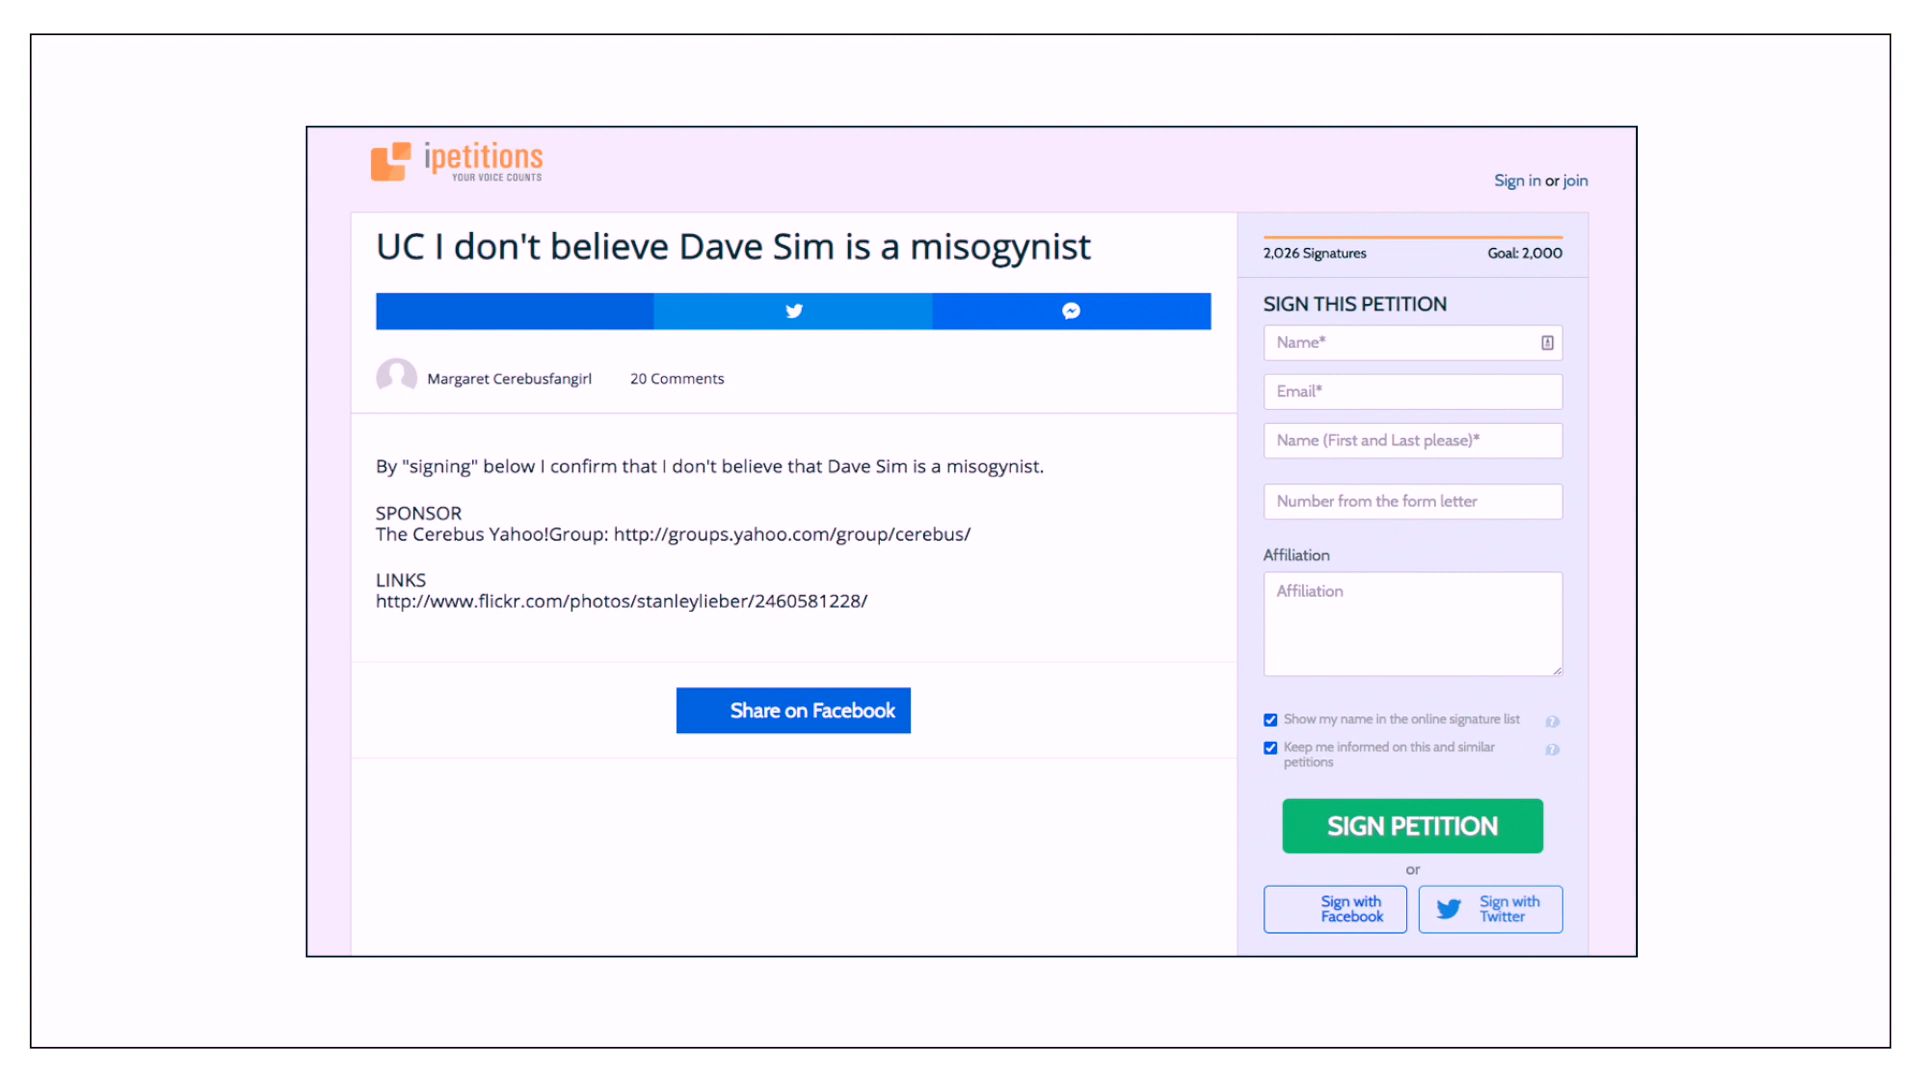 ipetitions
YOUR VOICE COUNTS
Sign in or join
UC I don't believe Dave Sim is a misogynist
Margaret Cerebusfangirl 20 Comments
By "signing" below I confirm that I don't believe that Dave Sim is a misogynist.
SPONSOR
The Cerebus Yahoo!Group: http://groups.yahoo.com/group/cerebus/
LINKS
http://www.flickr.com/photos/stanleylieber/2460581228/
Share on Facebook
2,026 Signatures Goal: 2,000
SIGN THIS PETITION
Name*
Email*
Name (First and Last please)*
Number from the form letter
Affiliation
Affiliation
Show my name in the online signature list
Keep me informed on this and similar
petitions
SIGN PETITION
or
Sign with
Facebook
Sign with
Twitter